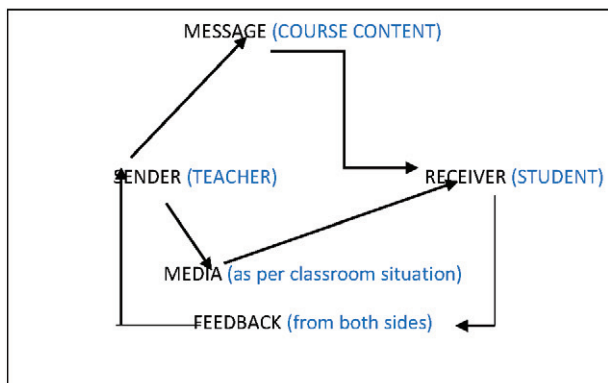 MESSAGE (COURSE CONTENT)
SENDER (TEACHER)
RECEIVER (STUDENT)
MEDIA (as per classroom situation)
FEEDBACK (from both sides)